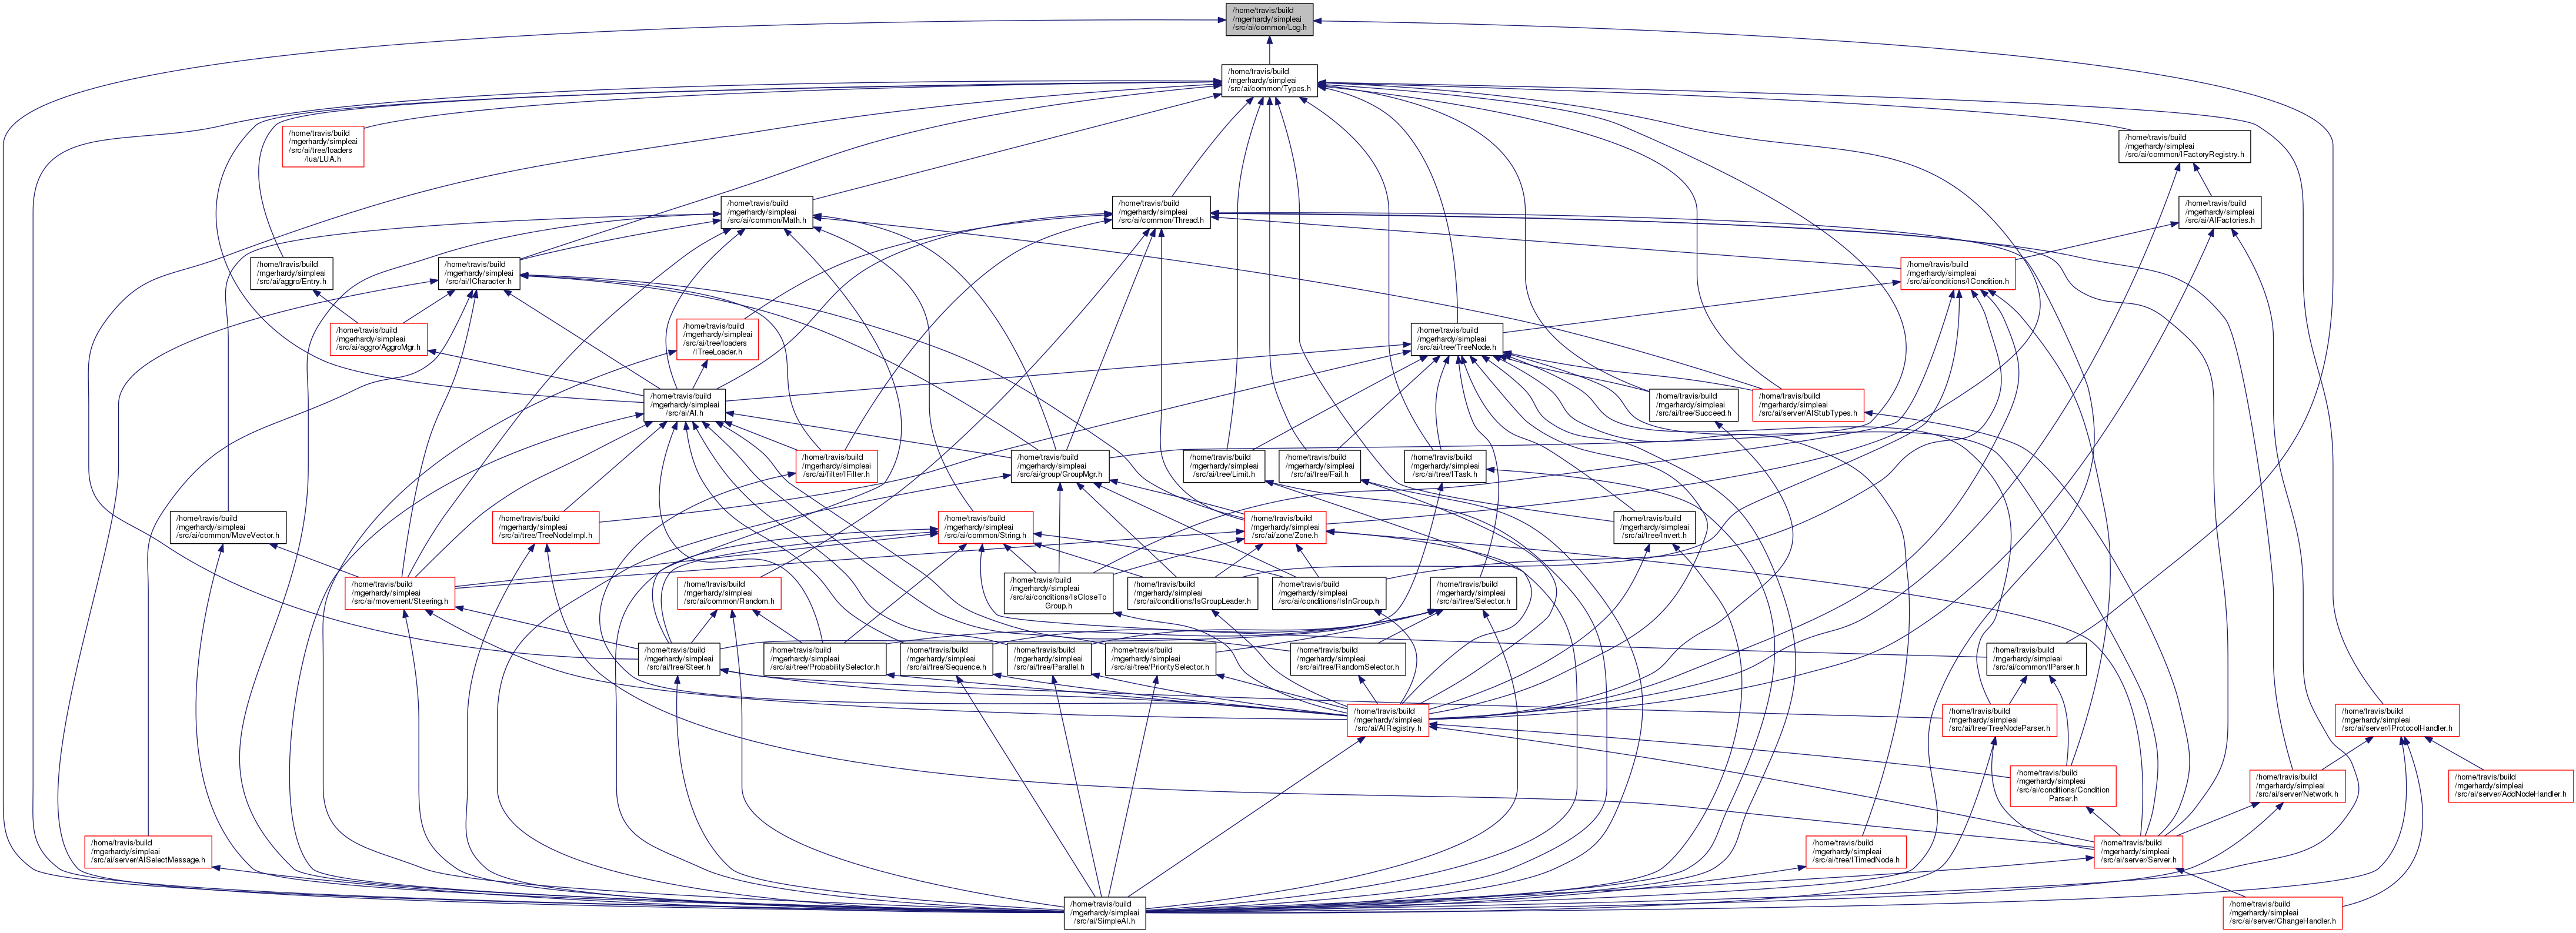 /home/travis/build
/mgerhardy/simpleai
/src/ai/common/Log.h
/home/travis/build
/mgerhardy/simpleai
/src/ai/common/Types.h
/home/travis/build
/mgerhardy/simpleai
/src/ai/tree/loaders
/lua/LUA.h
/home/travis/build
/mgerhardy/simpleai
/src/ai/common/IFactoryRegistry.h
/home/travis/build
/mgerhardy/simpleai
/src/ai/common/Math.h
/home/travis/build
/mgerhardy/simpleai
/src/ai/common/Thread.h
/home/travis/build
/mgerhardy/simpleai
/src/ai/AIFactories.h
/home/travis/build
/mgerhardy/simpleai
/src/ai/aggro/Entry.h
/home/travis/build
/mgerhardy/simpleai
/src/ai/ICharacter.h
/home/travis/build
/mgerhardy/simpleai
/src/ai/conditions/ICondition.h
/home/travis/build
/mgerhardy/simpleai
/src/ai/aggro/AggroMgr.h
/home/travis/build
/mgerhardy/simpleai
/src/ai/tree/loaders
/ITreeLoader.h
/home/travis/build
/mgerhardy/simpleai
/src/ai/tree/TreeNode.h
/home/travis/build
/mgerhardy/simpleai
/src/ai/AI.h
/home/travis/build
/mgerhardy/simpleai
/src/ai/tree/Succeed.h
/home/travis/build
/mgerhardy/simpleai
/src/ai/server/AIStubTypes.h
/home/travis/build
/mgerhardy/simpleai
/src/ai/filter/IFilter.h
/home/travis/build
/mgerhardy/simpleai
/src/ai/group/GroupMgr.h
/home/travis/build
/mgerhardy/simpleai
/src/ai/tree/Limit.h
/home/travis/build
/mgerhardy/simpleai
/src/ai/tree/Fail.h
/home/travis/build
/mgerhardy/simpleai
/src/ai/tree/ITask.h
/home/travis/build
/mgerhardy/simpleai
/src/ai/common/MoveVector.h
/home/travis/build
/mgerhardy/simpleai
/src/ai/tree/TreeNodeImpl.h
/home/travis/build
/mgerhardy/simpleai
/src/ai/common/String.h
/home/travis/build
/mgerhardy/simpleai
/src/ai/zone/Zone.h
/home/travis/build
/mgerhardy/simpleai
/src/ai/tree/Invert.h
/home/travis/build
/mgerhardy/simpleai
/src/ai/movement/Steering.h
/home/travis/build
/mgerhardy/simpleai
/src/ai/common/Random.h
/home/travis/build
/mgerhardy/simpleai
/src/ai/conditions/IsCloseTo
Group.h
/home/travis/build
/mgerhardy/simpleai
/src/ai/conditions/IsGroupLeader.h
/home/travis/build
/mgerhardy/simpleai
/src/ai/conditions/IsInGroup.h
/home/travis/build
/mgerhardy/simpleai
/src/ai/tree/Selector.h
/home/travis/build
/mgerhardy/simpleai
/src/ai/tree/Steer.h
/home/travis/build
/mgerhardy/simpleai
/src/ai/tree/ProbabilitySelector.h
/home/travis/build
/mgerhardy/simpleai
/src/ai/tree/Sequence.h
/home/travis/build
/mgerhardy/simpleai
/src/ai/tree/Parallel.h
/home/travis/build
/mgerhardy/simpleai
/src/ai/tree/PrioritySelector.h
/home/travis/build
/mgerhardy/simpleai
/src/ai/tree/RandomSelector.h
/home/travis/build
/mgerhardy/simpleai
/src/ai/common/IParser.h
/home/travis/build
/mgerhardy/simpleai
/src/ai/AIRegistry.h
/home/travis/build
/mgerhardy/simpleai
/src/ai/tree/TreeNodeParser.h
/home/travis/build
/mgerhardy/simpleai
/src/ai/server/IProtocolHandler.h
/home/travis/build
/mgerhardy/simpleai
/src/ai/conditions/Condition
Parser.h
/home/travis/build
/mgerhardy/simpleai
/src/ai/server/Network.h
/home/travis/build
/mgerhardy/simpleai
/src/ai/server/AddNodeHandler.h
/home/travis/build
/mgerhardy/simpleai
/src/ai/server/AISelectMessage.h
/home/travis/build
/mgerhardy/simpleai
/src/ai/tree/ITimedNode.h
/home/travis/build
/mgerhardy/simpleai
/src/ai/server/Server.h
/home/travis/build
/mgerhardy/simpleai
/src/ai/SimpleAI.h
/home/travis/build
/mgerhardy/simpleai
/src/ai/server/ChangeHandler.h